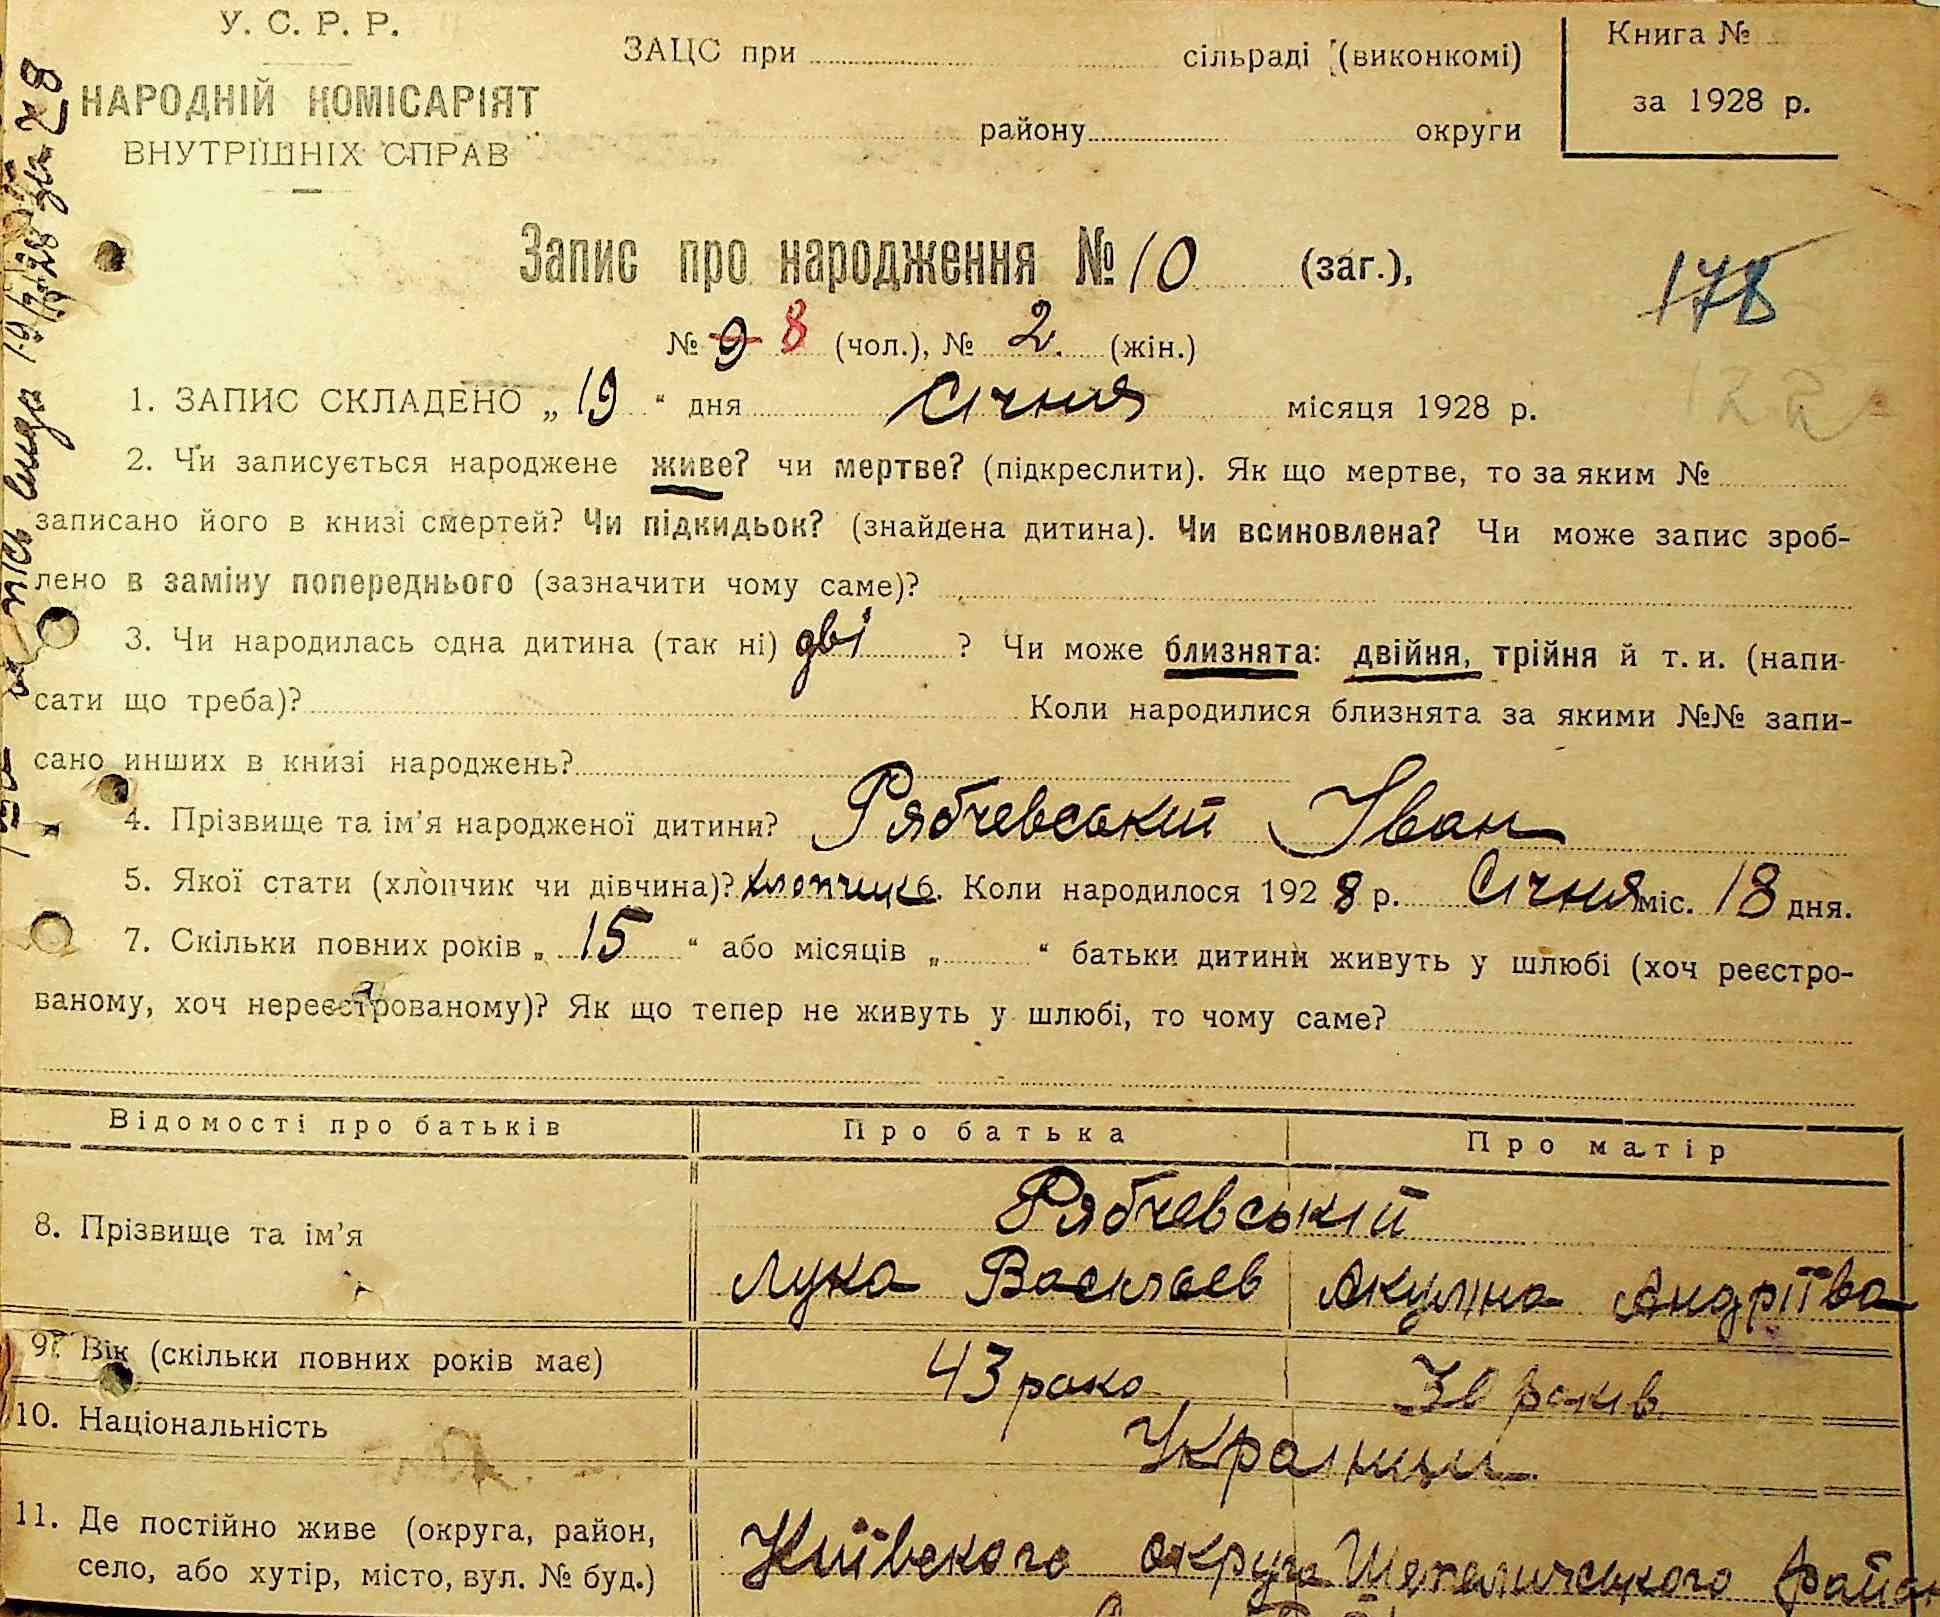 У. С. Р. Р.
НАРОДНІЙ КОМІСАРІЯТ
ВНУТРІШНІХ СПРАВ
ЗАЦС при сільраді (виконкомі)
району округи
Книга №
за 1928 р.
Запис про народження № 10 (заг.),
178
№ 9 8 (чол.), № 2. (жін.)
122
1. ЗАПИС СКЛАДЕНО „ 19 “ дня Січня місяця 1928 р.
2. Чи записується народжене живе? чи мертве? (підкреслити). Як що мертве, то за яким №
записано його в книзі смертей? Чи підкидьок? (знайдена дитина). Чи всиновлена? Чи може запис зроб-
лено в заміну попереднього (зазначити чому саме)?
3. Чи народилась одна дитина (так ні) дві ? Чи може близнята: двійня, трійня й т. и. (напи-
сати що треба)? Коли народилися близнята за якими №№ запи-
сано инших в книзі народжень?
4. Прізвище та ім’я народженої дитини? Рябчевський Іван
5. Якої стати (хлопчик чи дівчина)? Коли народилося 1928 р. Січня міс. 18 дня.
7. Скільки повних років „ 15 “ або місяців „ “ батьки дитини живуть у шлюбі (хоч реєстро-
ваному, хоч нереєстрованому)? Як що тепер не живуть у шлюбі, то чому саме?
Відомості про батьків Про батька Про матір
8. Прізвище та ім’я Рябчевський
Лука Васильев Акулина Андріїва
9. Вік (скільки повних років має) 43 роки 30 років
10. Національність Українци
11. Де постійно живе (округа, район,
село, або хутір, місто, вул. № буд.) Київского округа Шепеличського